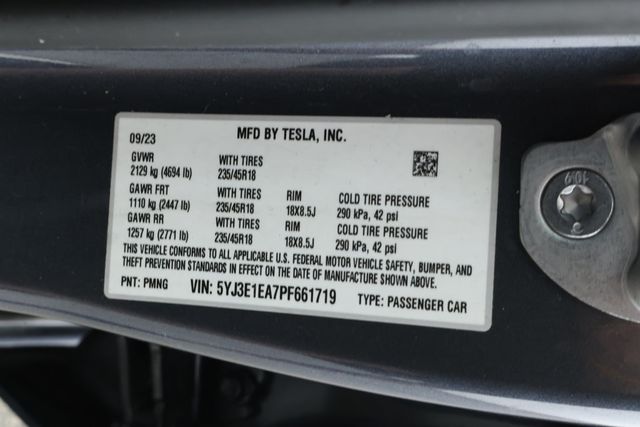 09/23 MFD BY TESLA, INC.
GVWR WITH TIRES
2129 kg (4694 lb) 235/45R18
GAWR FRT WITH TIRES RIM COLD TIRE PRESSURE
1110 kg (2447 lb) 235/45R18 18X8.5J 290 kPa, 42 psi
GAWR RR WITH TIRES RIM COLD TIRE PRESSURE
1257 kg (2771 lb) 235/45R18 18X8.5J 290 kPa, 42 psi
THIS VEHICLE CONFORMS TO ALL APPLICABLE U.S. FEDERAL MOTOR VEHICLE SAFETY, BUMPER, AND
THEFT PREVENTION STANDARDS IN EFFECT ON THE DATE OF MANUFACTURE SHOWN ABOVE.
PNT: PMNG VIN: 5YJ3E1EA7PF661719 TYPE: PASSENGER CAR
10.9